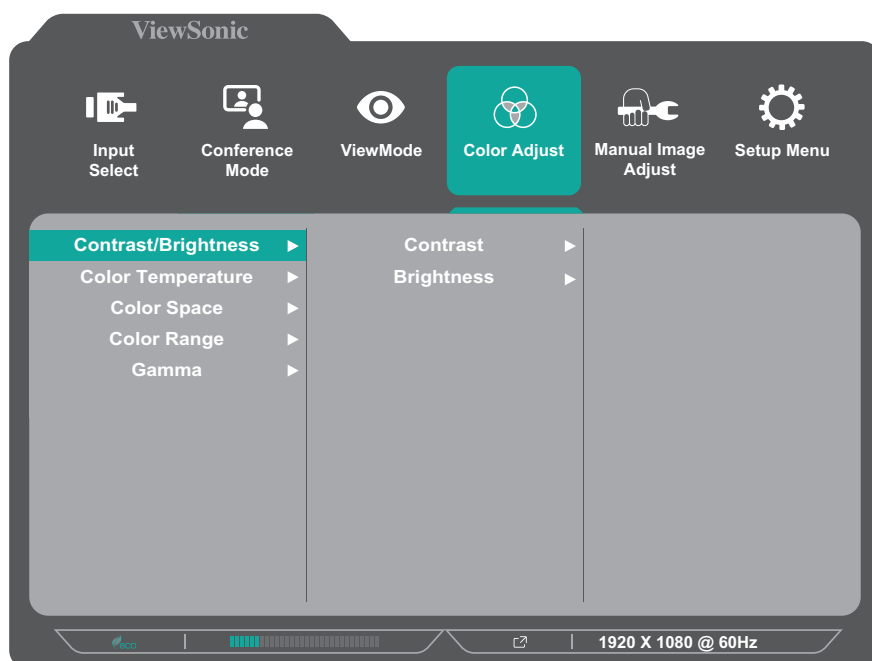 ViewSonic
Input
Select
Conference
Mode
ViewMode
Color Adjust
Manual Image
Adjust
Setup Menu
Contrast/Brightness
Color Temperature
Color Space
Color Range
Gamma
Contrast
Brightness
eco
1920 X 1080 @ 60Hz